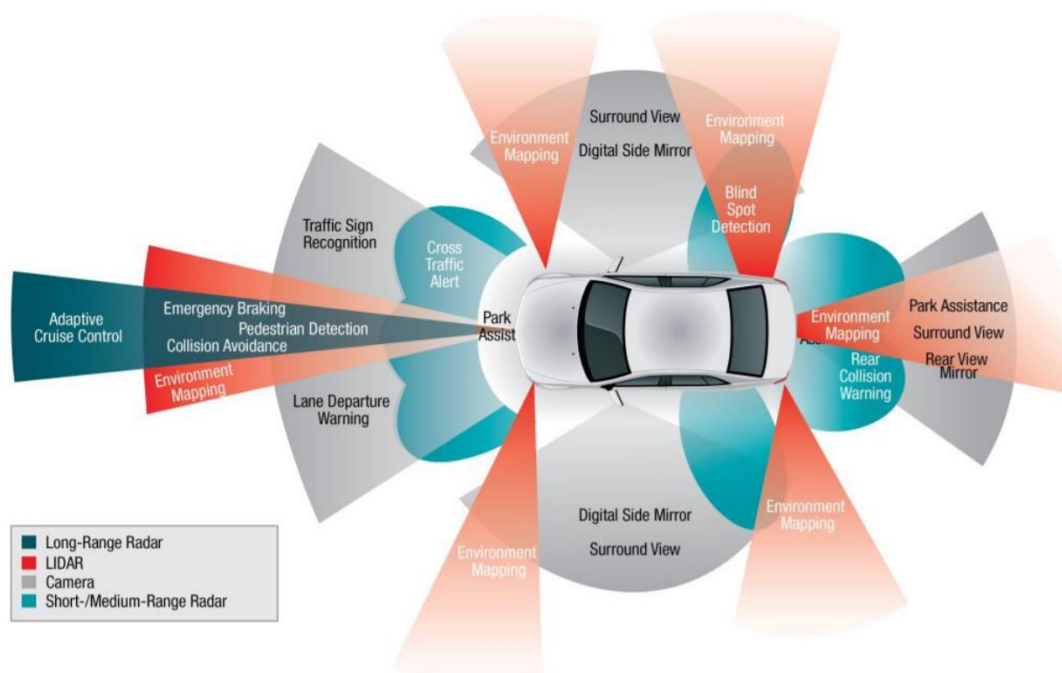 Environment
Mapping
Surround View
Digital Side Mirror
Environment
Mapping
Blind
Spot
Detection
Traffic Sign
Recognition
Cross
Traffic
Alert
Adaptive
Cruise Control
Emergency Braking
Pedestrian Detection
Collision Avoidance
Environment
Mapping
Park
Assist
Lane Departure
Warning
Environment
Mapping
Park Assistance
Surround View
Rear View
Mirror
Rear
Collision
Warning
Digital Side Mirror
Surround View
Environment
Mapping
Environment
Mapping
Long-Range Radar
LIDAR
Camera
Short-/Medium-Range Radar